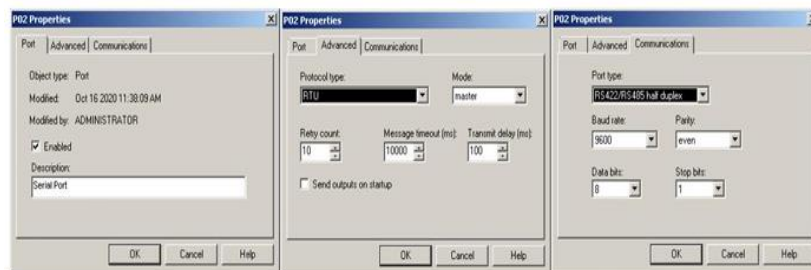 P02 Properties
Port Advanced Communications
Object type: Port
Modified: Oct 16 2020 11:38:09 AM
Modified by: ADMINISTRATOR
Enabled
Description:
Serial Port
OK Cancel Help
P02 Properties
Port Advanced Communications
Protocol type: Mode:
RTU master
Retry count: Message timeout (ms): Transmit delay (ms):
10 10000 100
Send outputs on startup
OK Cancel Help
P02 Properties
Port Advanced Communications
Port type:
RS422/RS485 half duplex
Baud rate: Parity:
9600 even
Data bits: Stop bits:
8 1
OK Cancel Help